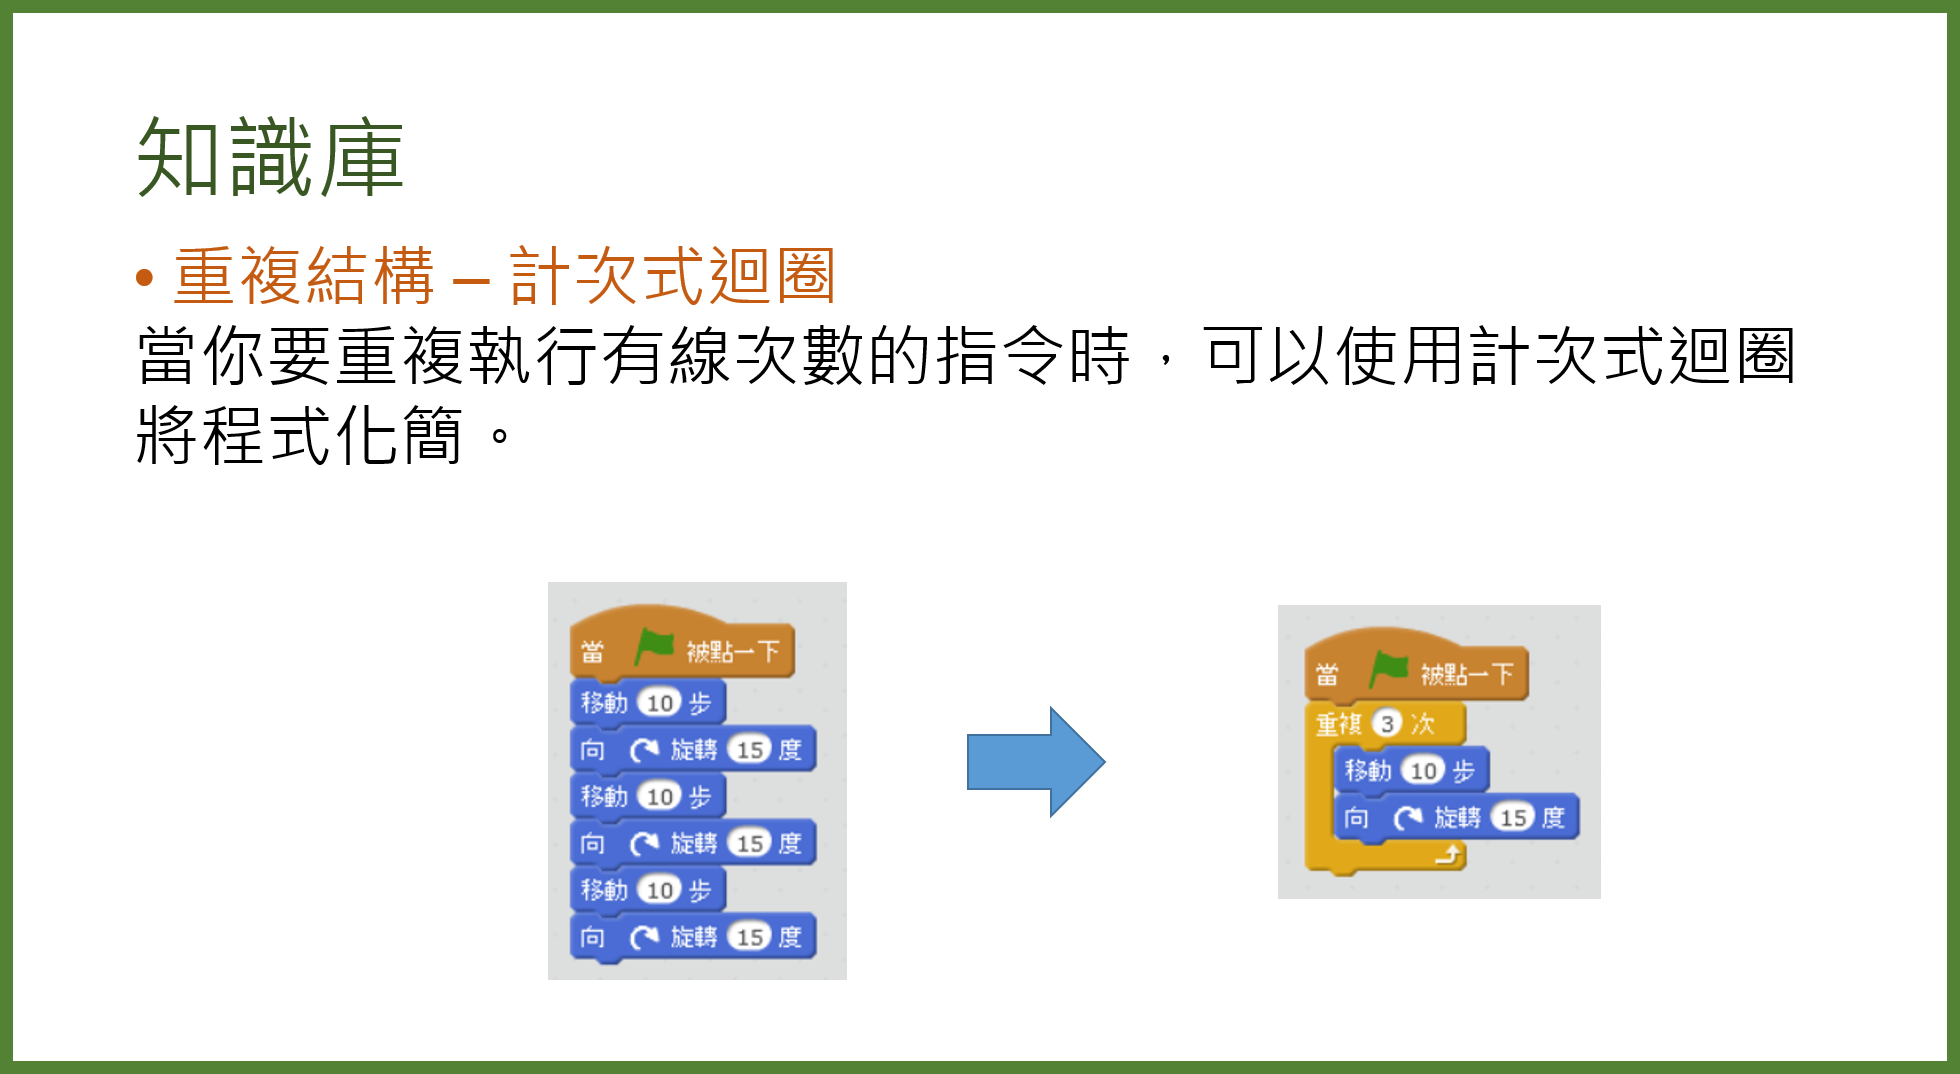 知識庫
• 重複結構 – 計次式迴圈
當你要重複執行有線次數的指令時，可以使用計次式迴圈
將程式化簡。
當 被點一下
移動 10 步
向 旋轉 15 度
移動 10 步
向 旋轉 15 度
移動 10 步
向 旋轉 15 度
當 被點一下
重複 3 次
移動 10 步
向 旋轉 15 度